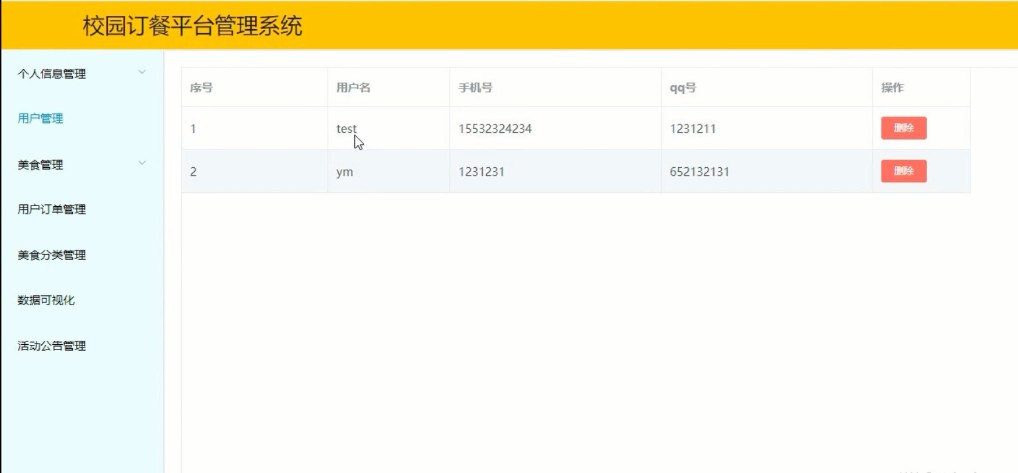 校园订餐平台管理系统
个人信息管理
用户管理
美食管理
用户订单管理
美食分类管理
数据可视化
活动公告管理
序号 用户名 手机号 qq号 操作
1 test 15532324234 1231211 删除
2 ym 1231231 652132131 删除